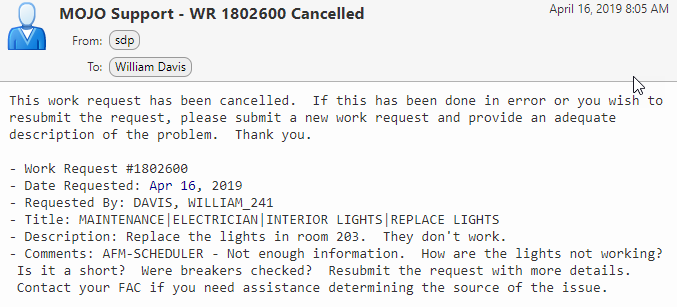 MOJO Support - WR 1802600 Cancelled
April 16, 2019 8:05 AM
From: sdp
To: William Davis
This work request has been cancelled.  If this has been done in error or you wish to
resubmit the request, please submit a new work request and provide an adequate
description of the problem.  Thank you.
- Work Request #1802600
- Date Requested: Apr 16, 2019
- Requested By: DAVIS, WILLIAM_241
- Title: MAINTENANCE|ELECTRICIAN|INTERIOR LIGHTS|REPLACE LIGHTS
- Description: Replace the lights in room 203.  They don't work.
- Comments: AFM-SCHEDULER - Not enough information.  How are the lights not working?
Is it a short?  Were breakers checked?  Resubmit the request with more details.
Contact your FAC if you need assistance determining the source of the issue.